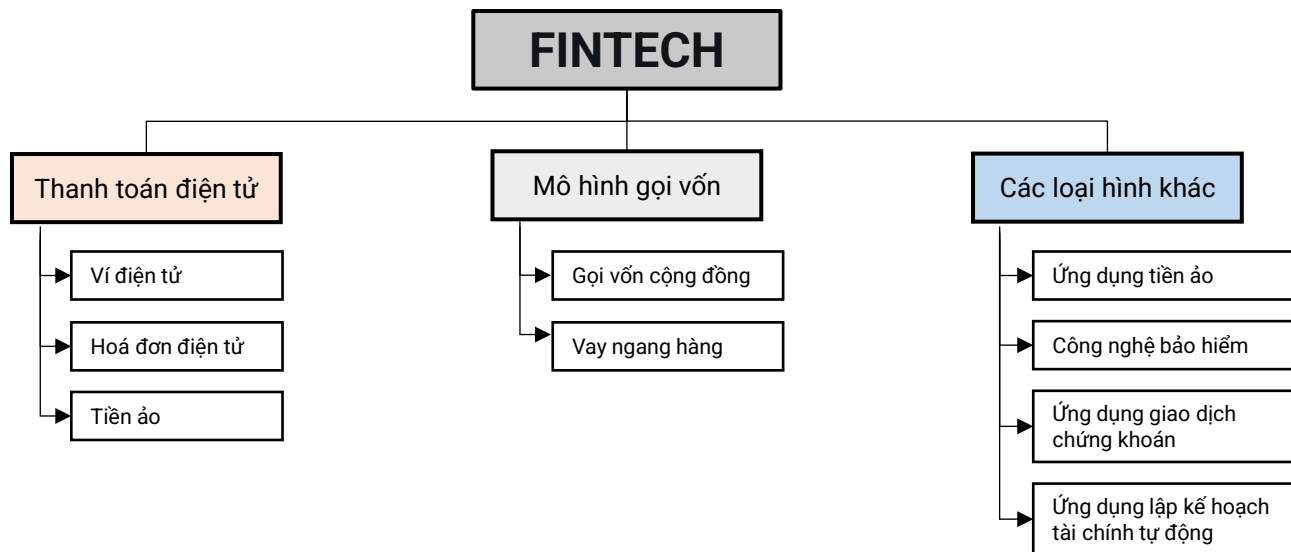 FINTECH
Thanh toán điện tử
Ví điện tử
Hoá đơn điện tử
Tiền ảo
Mô hình gọi vốn
Gọi vốn cộng đồng
Vay ngang hàng
Các loại hình khác
Ứng dụng tiền ảo
Công nghệ bảo hiểm
Ứng dụng giao dịch
chứng khoán
Ứng dụng lập kế hoạch
tài chính tự động